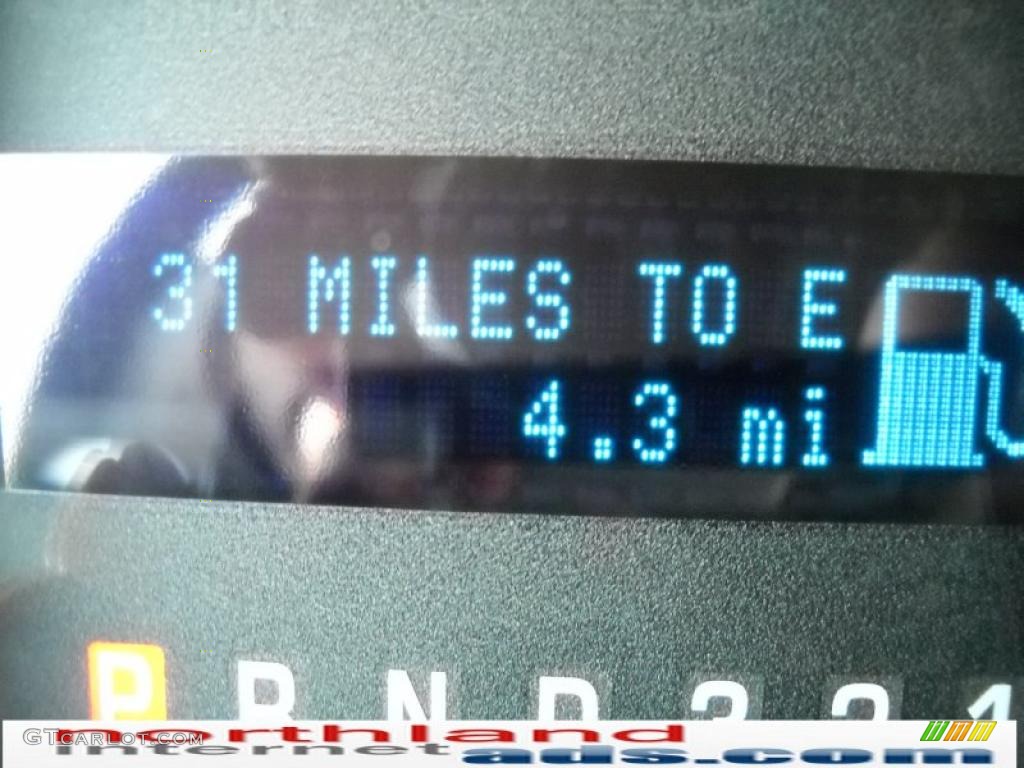 31 MILES TO E
4.3 mi
P R N D 3 2 1
GTCARLOT.COM
northland
internet ads.com